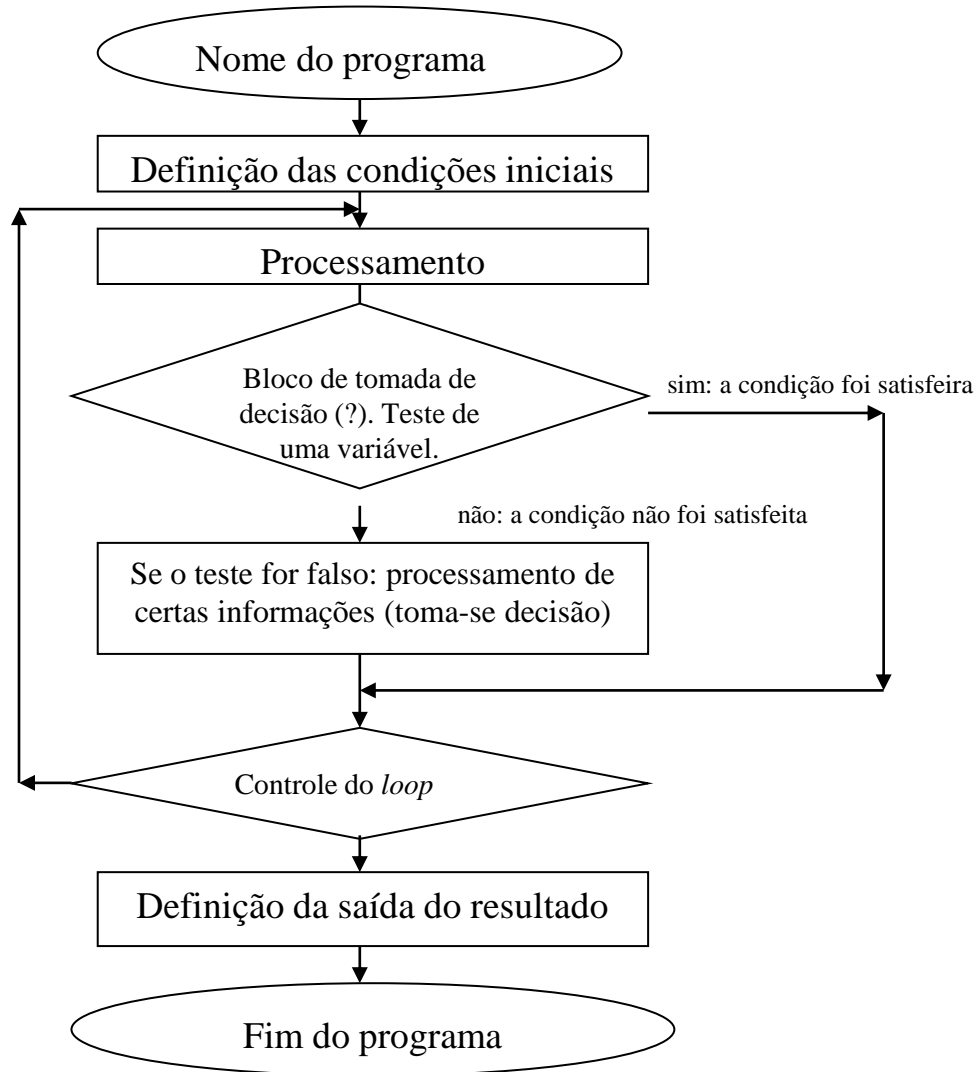 Nome do programa
Definição das condições iniciais
Processamento
Bloco de tomada de
decisão (?). Teste de
uma variável.
sim: a condição foi satisfeira
não: a condição não foi satisfeita
Se o teste for falso: processamento de
certas informações (toma-se decisão)
Controle do loop
Definição da saída do resultado
Fim do programa